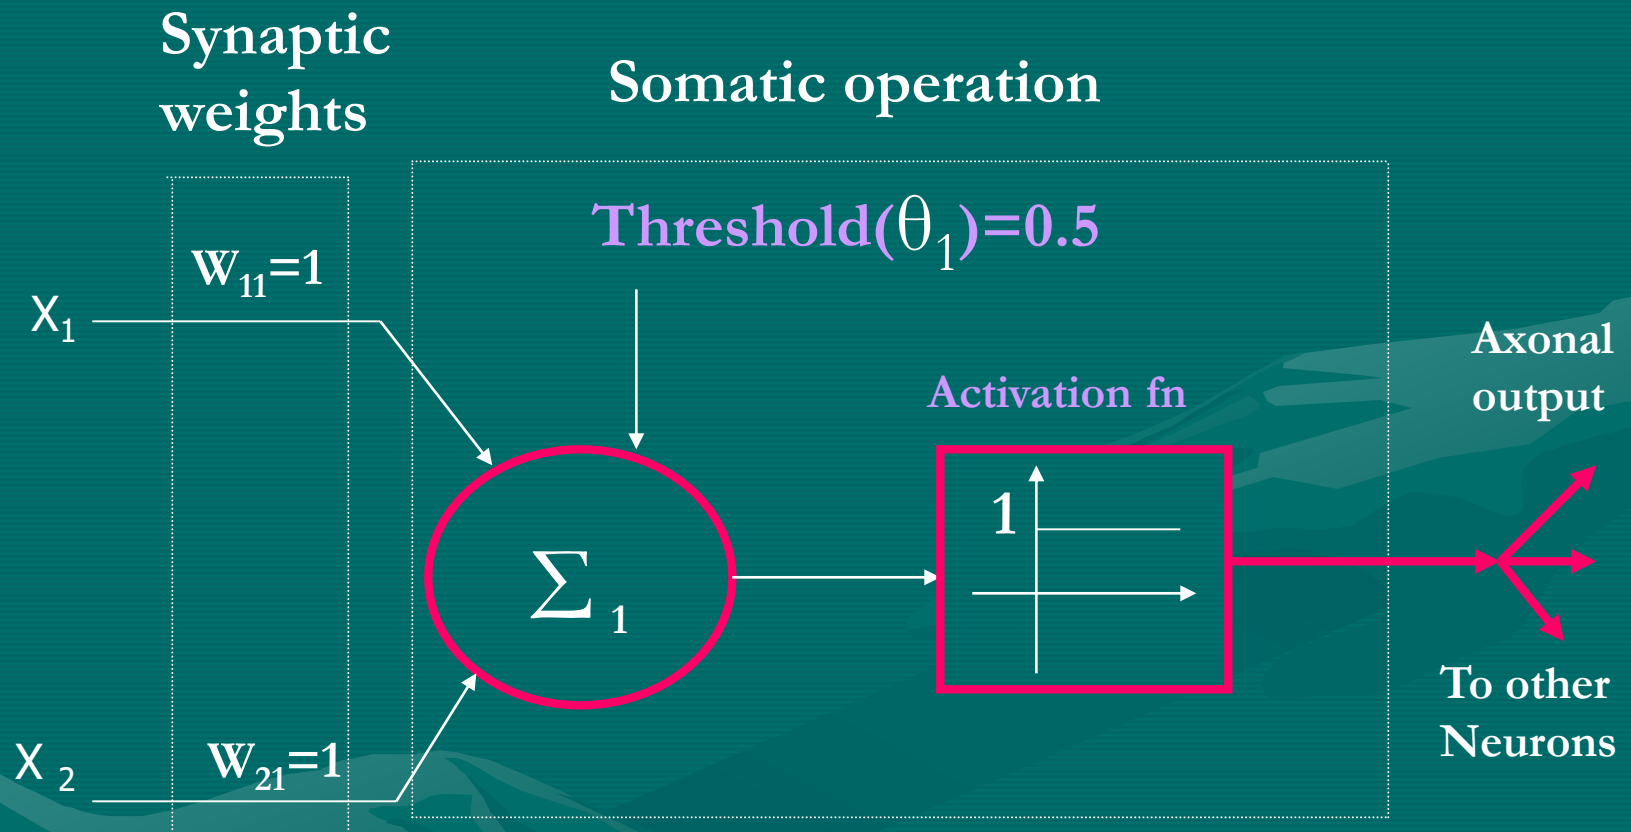 Synaptic
weights
Somatic operation
Threshold(θ₁)=0.5
W₁₁=1
X₁
Axonal
output
Activation fn
1
∑ ₁
To other
Neurons
X ₂
W₂₁=1